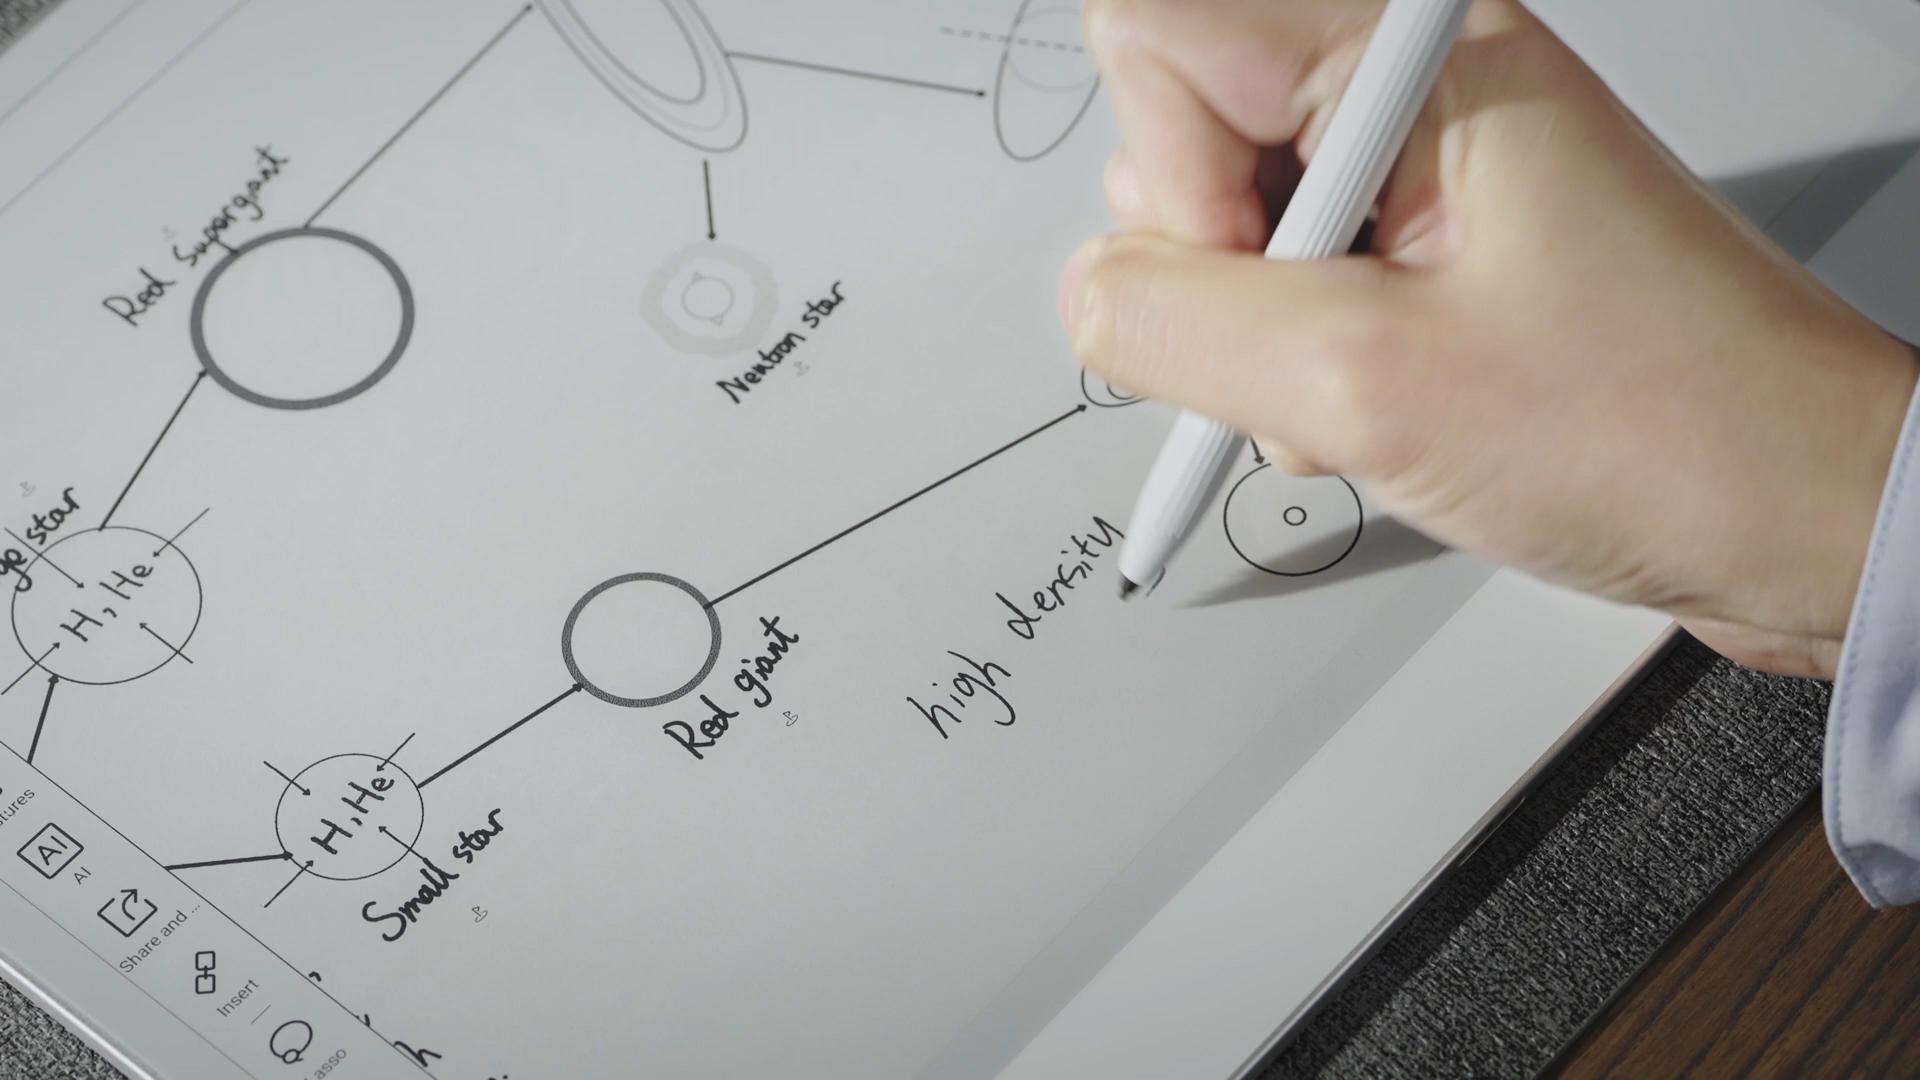 Red Supergiant
Neutron star
star
H, He
high density
Red giant
H, He
Small star
AI
AI
Share and ...
Insert